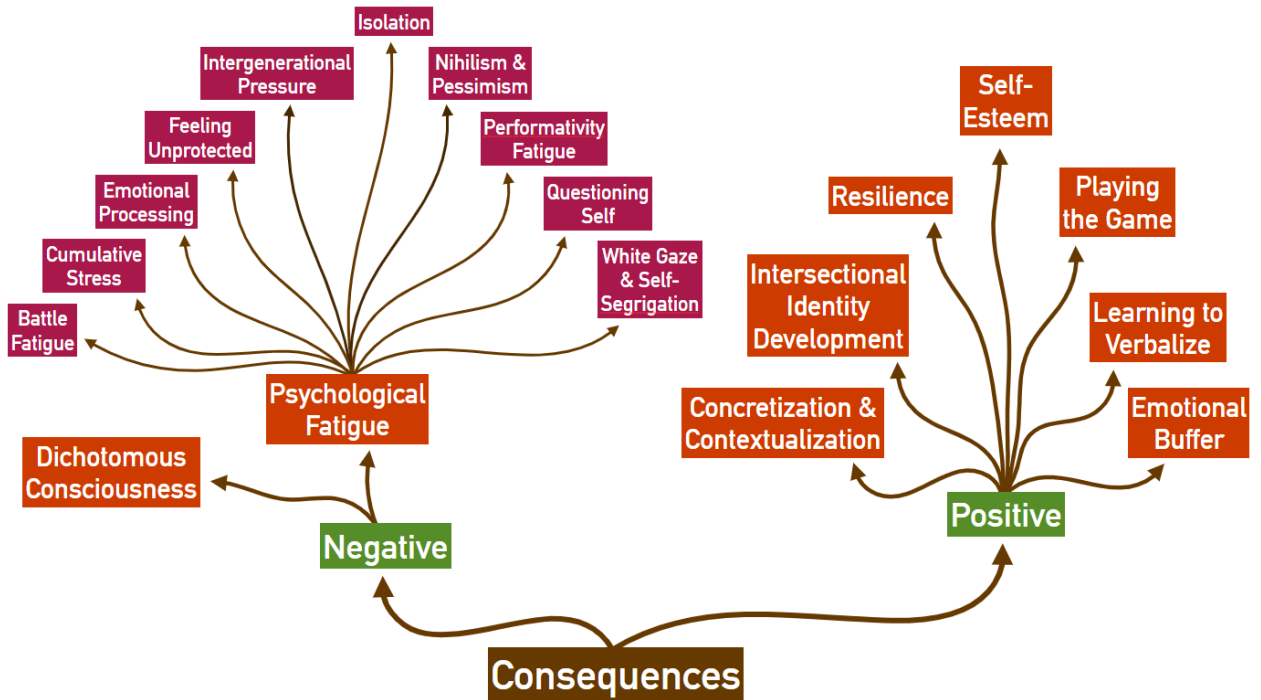 Isolation
Intergenerational
Pressure
Nihilism &
Pessimism
Feeling
Unprotected
Performativity
Fatigue
Emotional
Processing
Questioning
Self
Cumulative
Stress
White Gaze
& Self-
Segrigation
Battle
Fatigue
Psychological
Fatigue
Dichotomous
Consciousness
Negative
Self-
Esteem
Resilience
Playing
the Game
Intersectional
Identity
Development
Learning to
Verbalize
Concretization &
Contextualization
Emotional
Buffer
Positive
Consequences